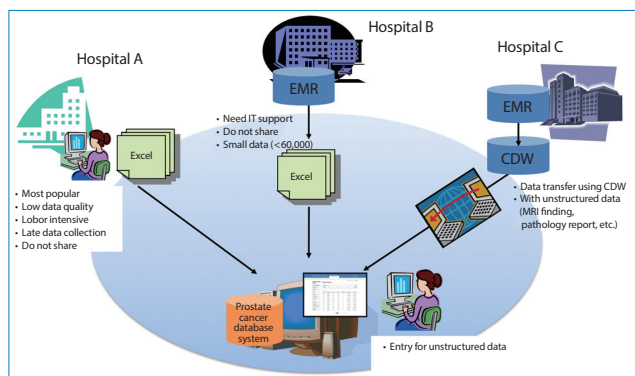 Hospital A
Hospital B
Hospital C
EMR
EMR
CDW
• Need IT support
• Do not share
• Small data (<60,000)
Excel
Excel
• Most popular
• Low data quality
• Lobor intensive
• Late data collection
• Do not share
• Data transfer using CDW
• With unstructured data
(MRI finding,
pathology report, etc.)
Prostate
cancer
database
system
• Entry for unstructured data